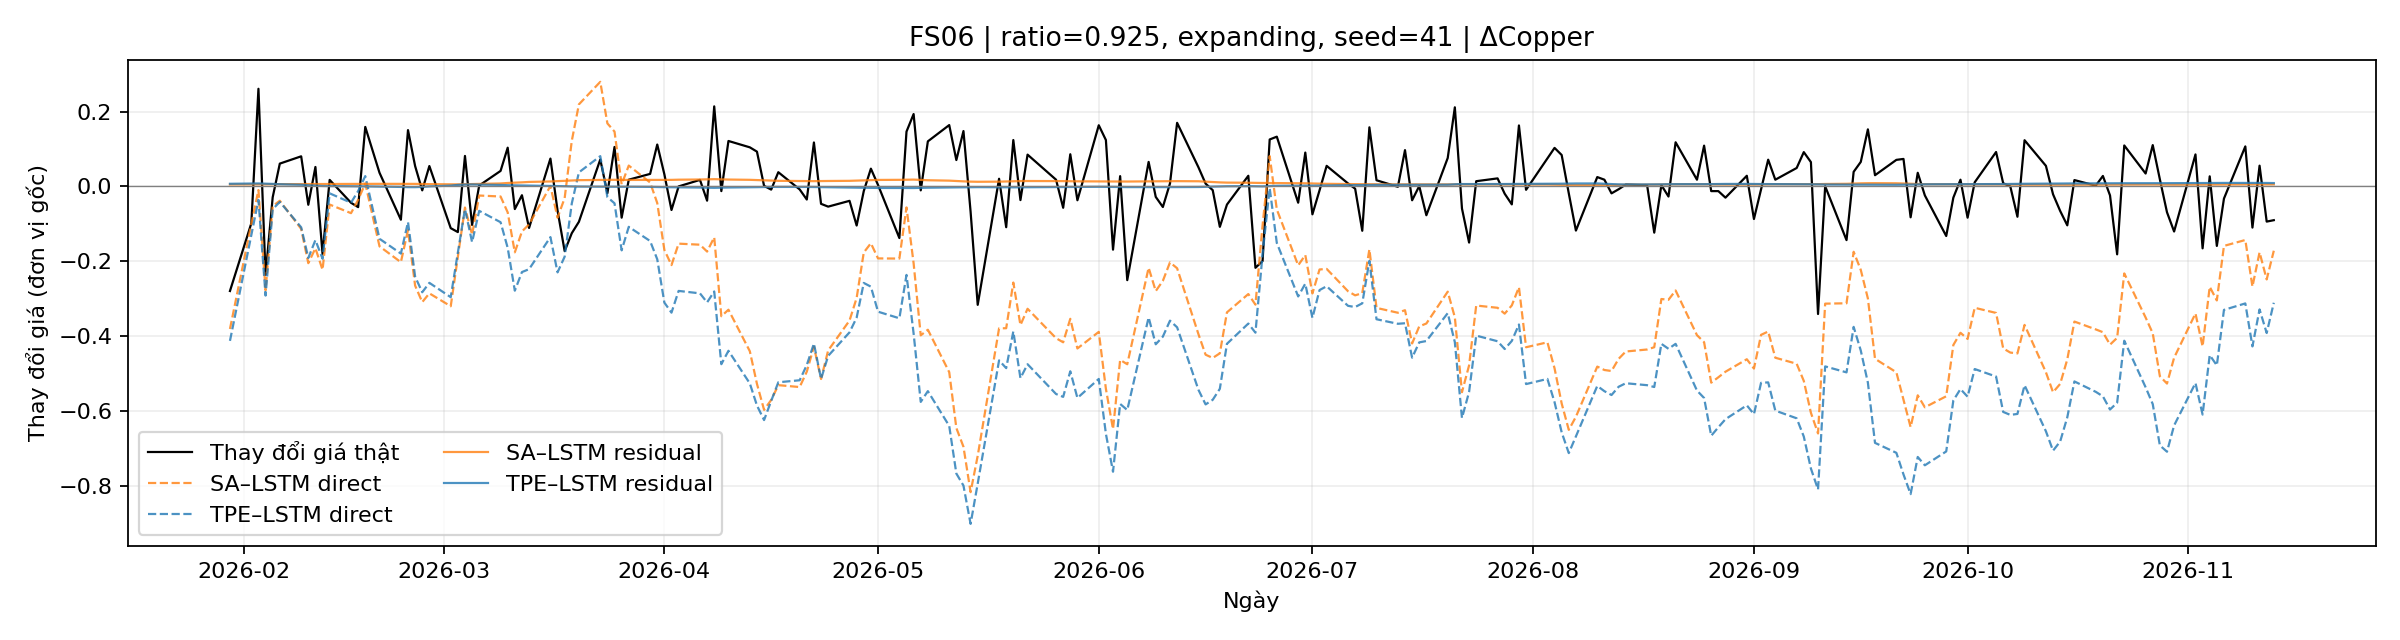 FS06 | ratio=0.925, expanding, seed=41 | ΔCopper
Thay đổi giá (đơn vị gốc)
0.2
0.0
−0.2
−0.4
−0.6
−0.8
Thay đổi giá thật
SA–LSTM direct
TPE–LSTM direct
SA–LSTM residual
TPE–LSTM residual
2026-02 2026-03 2026-04 2026-05 2026-06 2026-07 2026-08 2026-09 2026-10 2026-11
Ngày